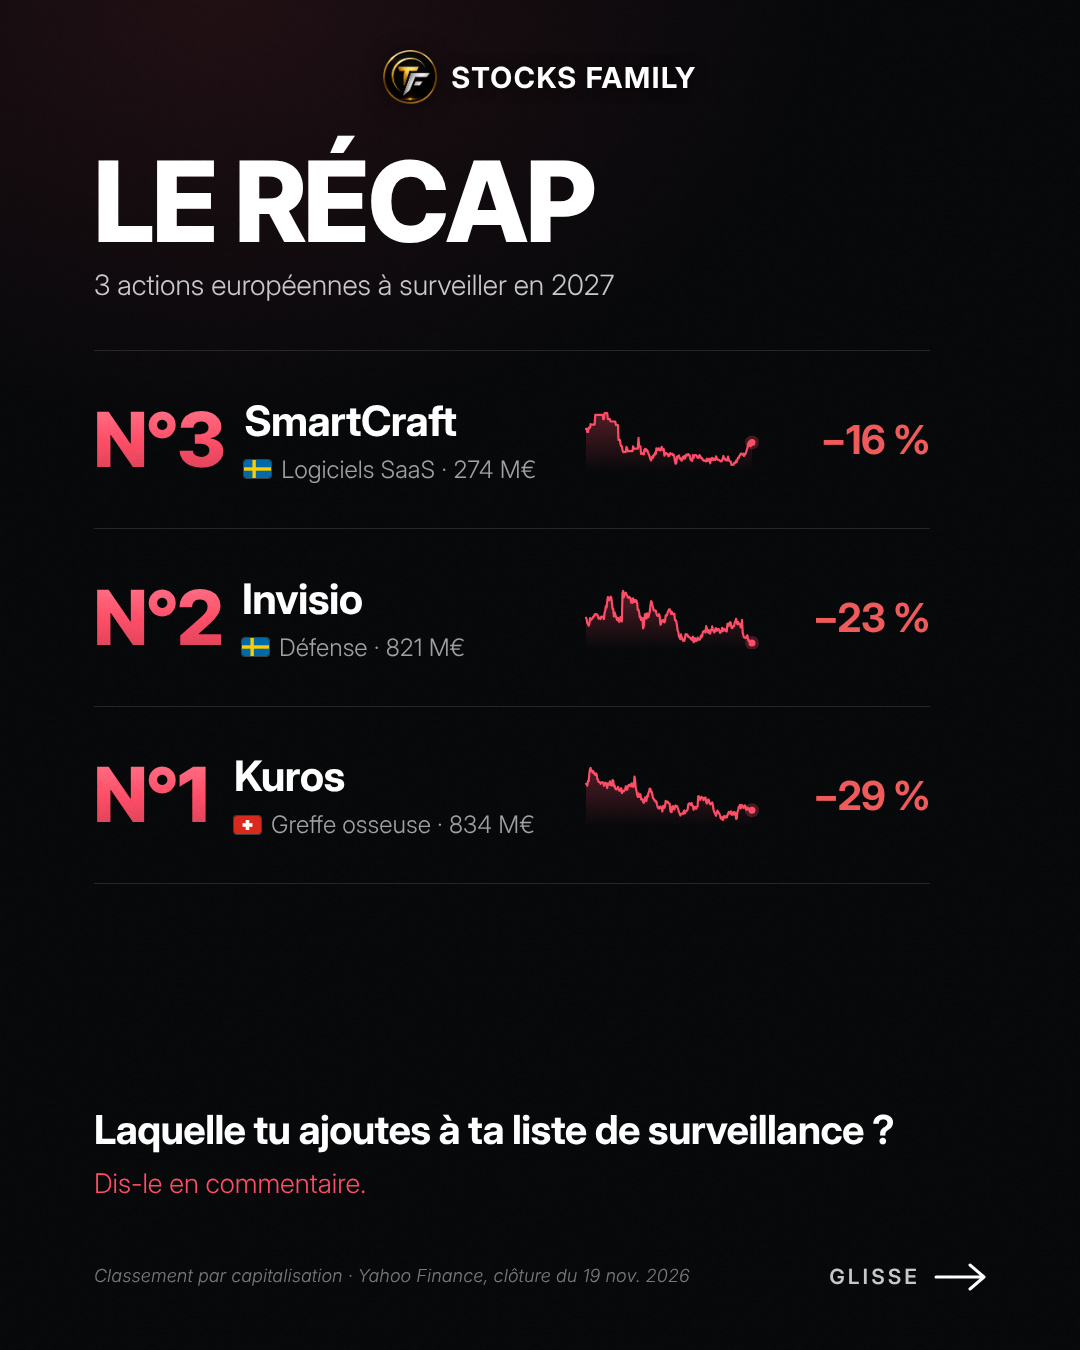 TF STOCKS FAMILY
LE RÉCAP
3 actions européennes à surveiller en 2027
N°3 SmartCraft −16 %
Logiciels SaaS · 274 M€
N°2 Invisio −23 %
Défense · 821 M€
N°1 Kuros −29 %
Greffe osseuse · 834 M€
Laquelle tu ajoutes à ta liste de surveillance ?
Dis-le en commentaire.
Classement par capitalisation · Yahoo Finance, clôture du 19 nov. 2026
GLISSE